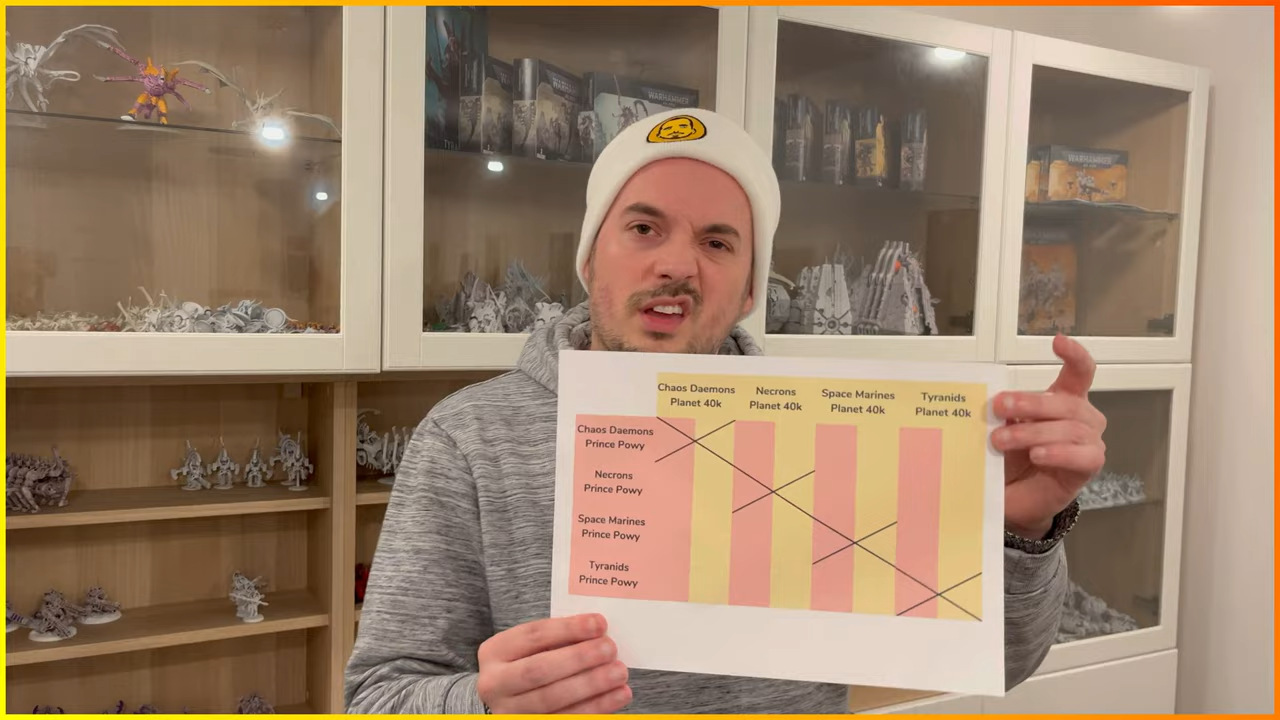 WARHAMMER
WARHAMMER
WARHAMMER
Chaos Daemons
Planet 40k
Necrons
Planet 40k
Space Marines
Planet 40k
Tyranids
Planet 40k
Chaos Daemons
Prince Powy
Necrons
Prince Powy
Space Marines
Prince Powy
Tyranids
Prince Powy